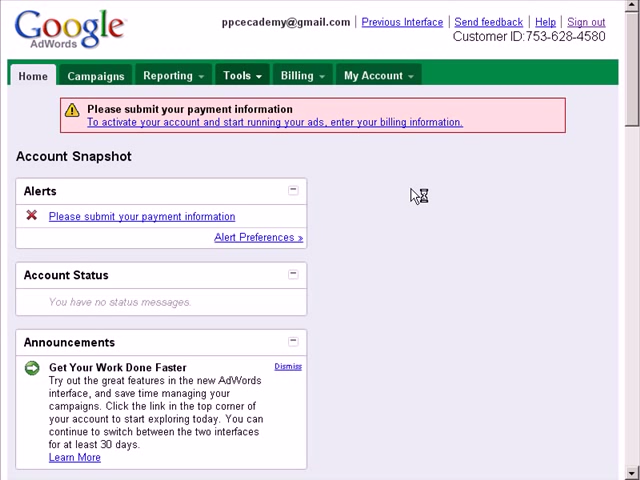 Google
AdWords
ppcecademy@gmail.com | Previous Interface | Send feedback | Help | Sign out
Customer ID:753-628-4580
Home Campaigns Reporting Tools Billing My Account
Please submit your payment information
To activate your account and start running your ads, enter your billing information.
Account Snapshot
Alerts
Please submit your payment information
Alert Preferences »
Account Status
You have no status messages.
Announcements
Get Your Work Done Faster Dismiss
Try out the great features in the new AdWords
interface, and save time managing your
campaigns. Click the link in the top corner of
your account to start exploring today. You can
continue to switch between the two interfaces
for at least 30 days.
Learn More